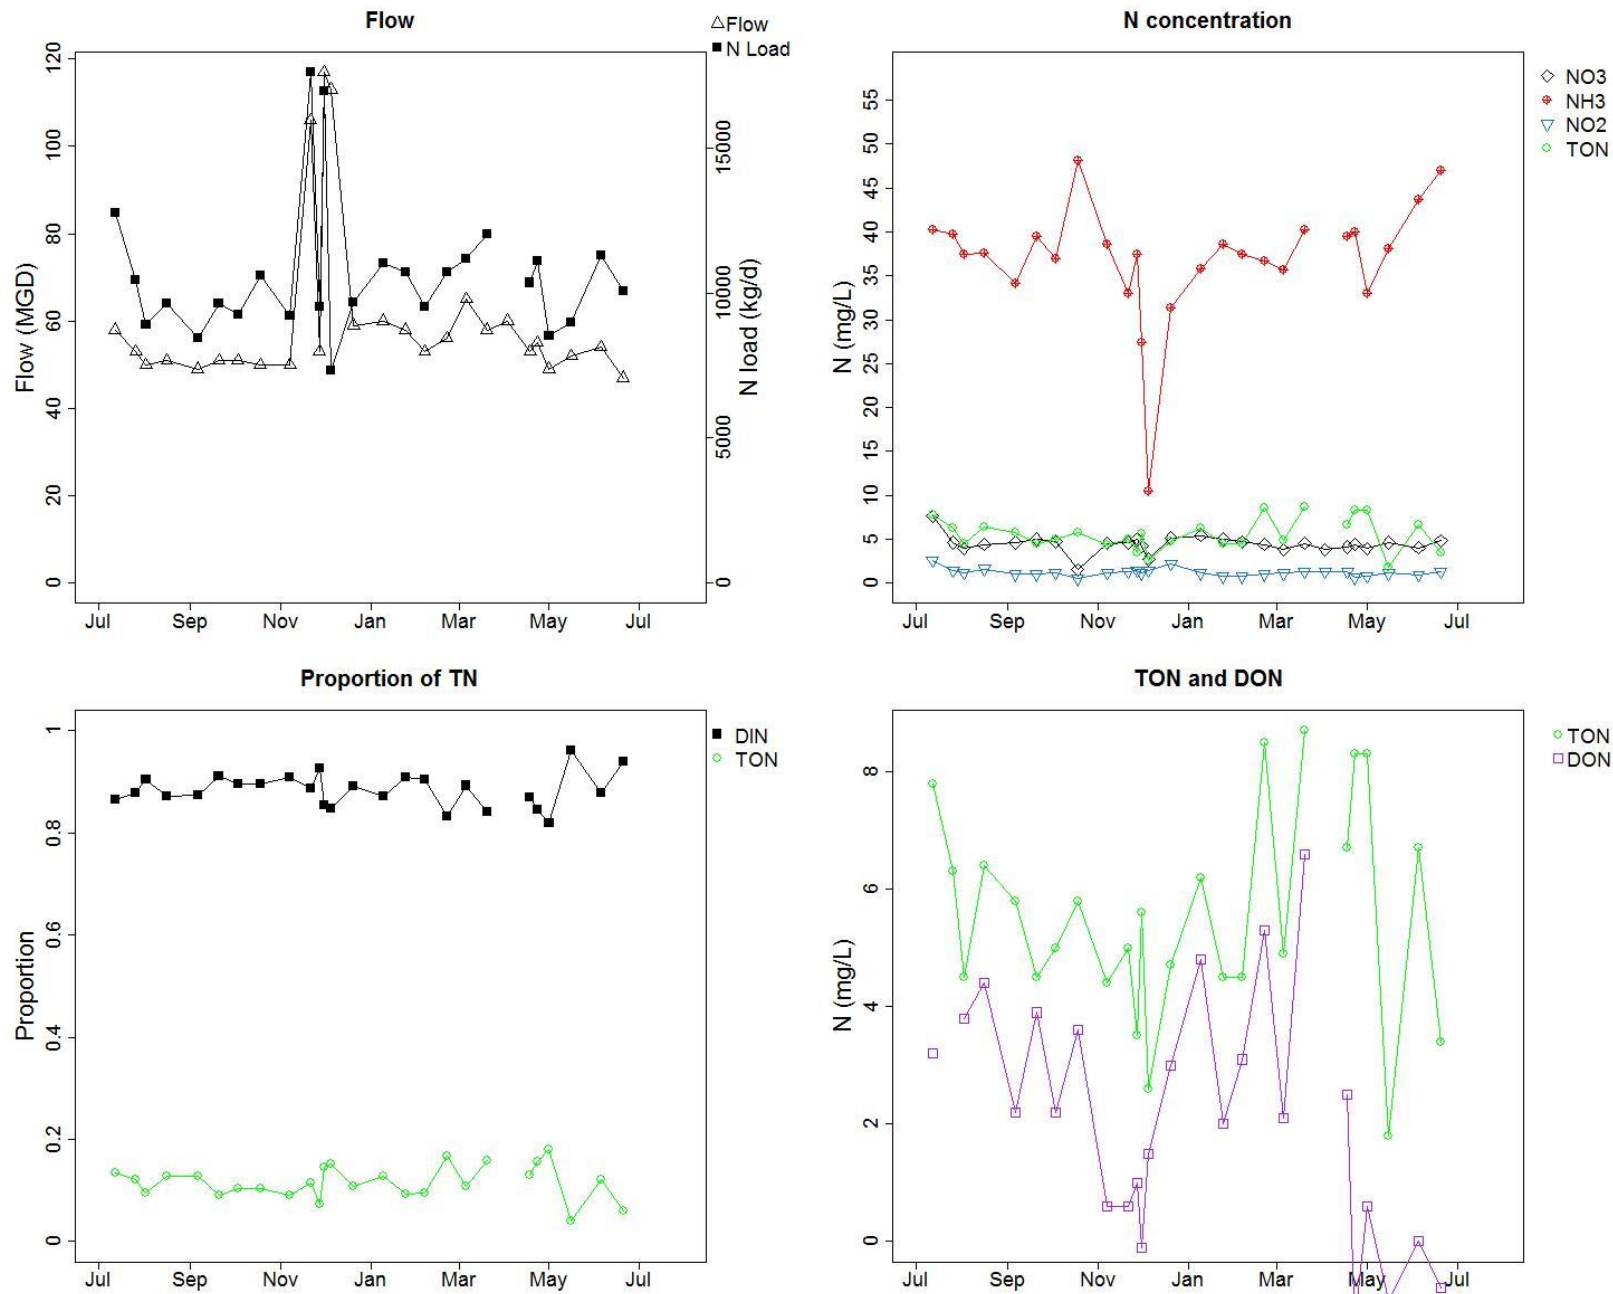 Flow
Flow
N Load
120
100
80
60
40
20
0
Flow (MGD)
15000
10000
5000
0
N load (kg/d)
Jul Sep Nov Jan Mar May Jul
N concentration
NO3
NH3
NO2
TON
55
50
45
40
35
30
25
20
15
10
5
0
N (mg/L)
Jul Sep Nov Jan Mar May Jul
Proportion of TN
DIN
TON
1
0.8
0.6
0.4
0.2
0
Proportion
Jul Sep Nov Jan Mar May Jul
TON and DON
TON
DON
8
6
4
2
0
N (mg/L)
Jul Sep Nov Jan Mar May Jul